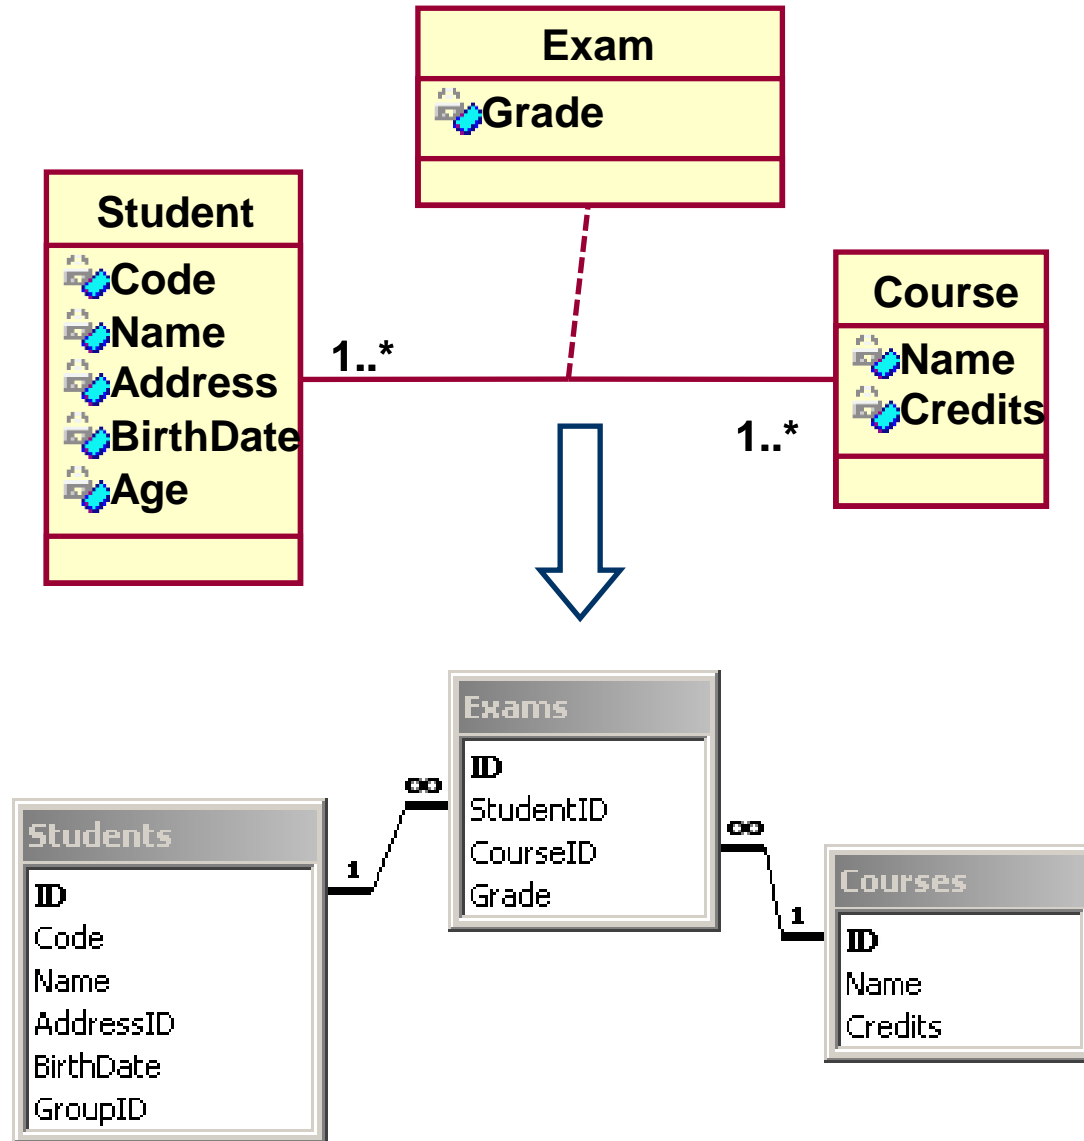 Exam
Grade
Student
Code
Name
Address
BirthDate
Age
1..*
1..*
Course
Name
Credits
Exams
ID
StudentID
CourseID
Grade
∞
1
Students
ID
Code
Name
AddressID
BirthDate
GroupID
∞
1
Courses
ID
Name
Credits